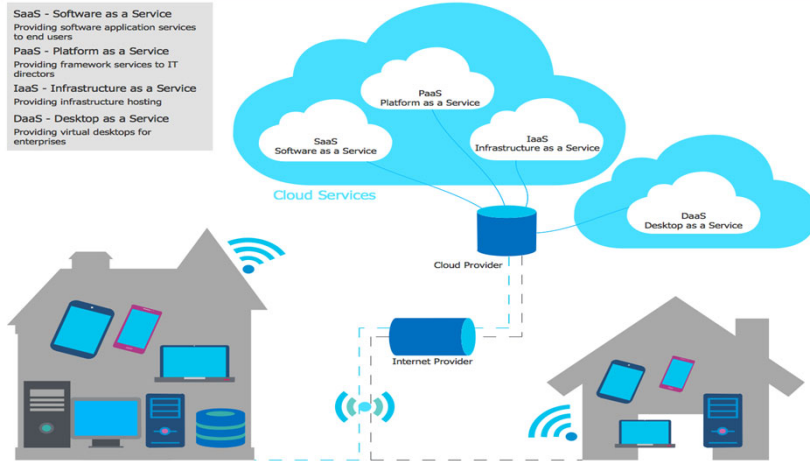 SaaS - Software as a Service
Providing software application services
to end users
PaaS - Platform as a Service
Providing framework services to IT
directors
IaaS - Infrastructure as a Service
Providing infrastructure hosting
DaaS - Desktop as a Service
Providing virtual desktops for
enterprises
PaaS
Platform as a Service
SaaS
Software as a Service
IaaS
Infrastructure as a Service
Cloud Services
DaaS
Desktop as a Service
Cloud Provider
Internet Provider